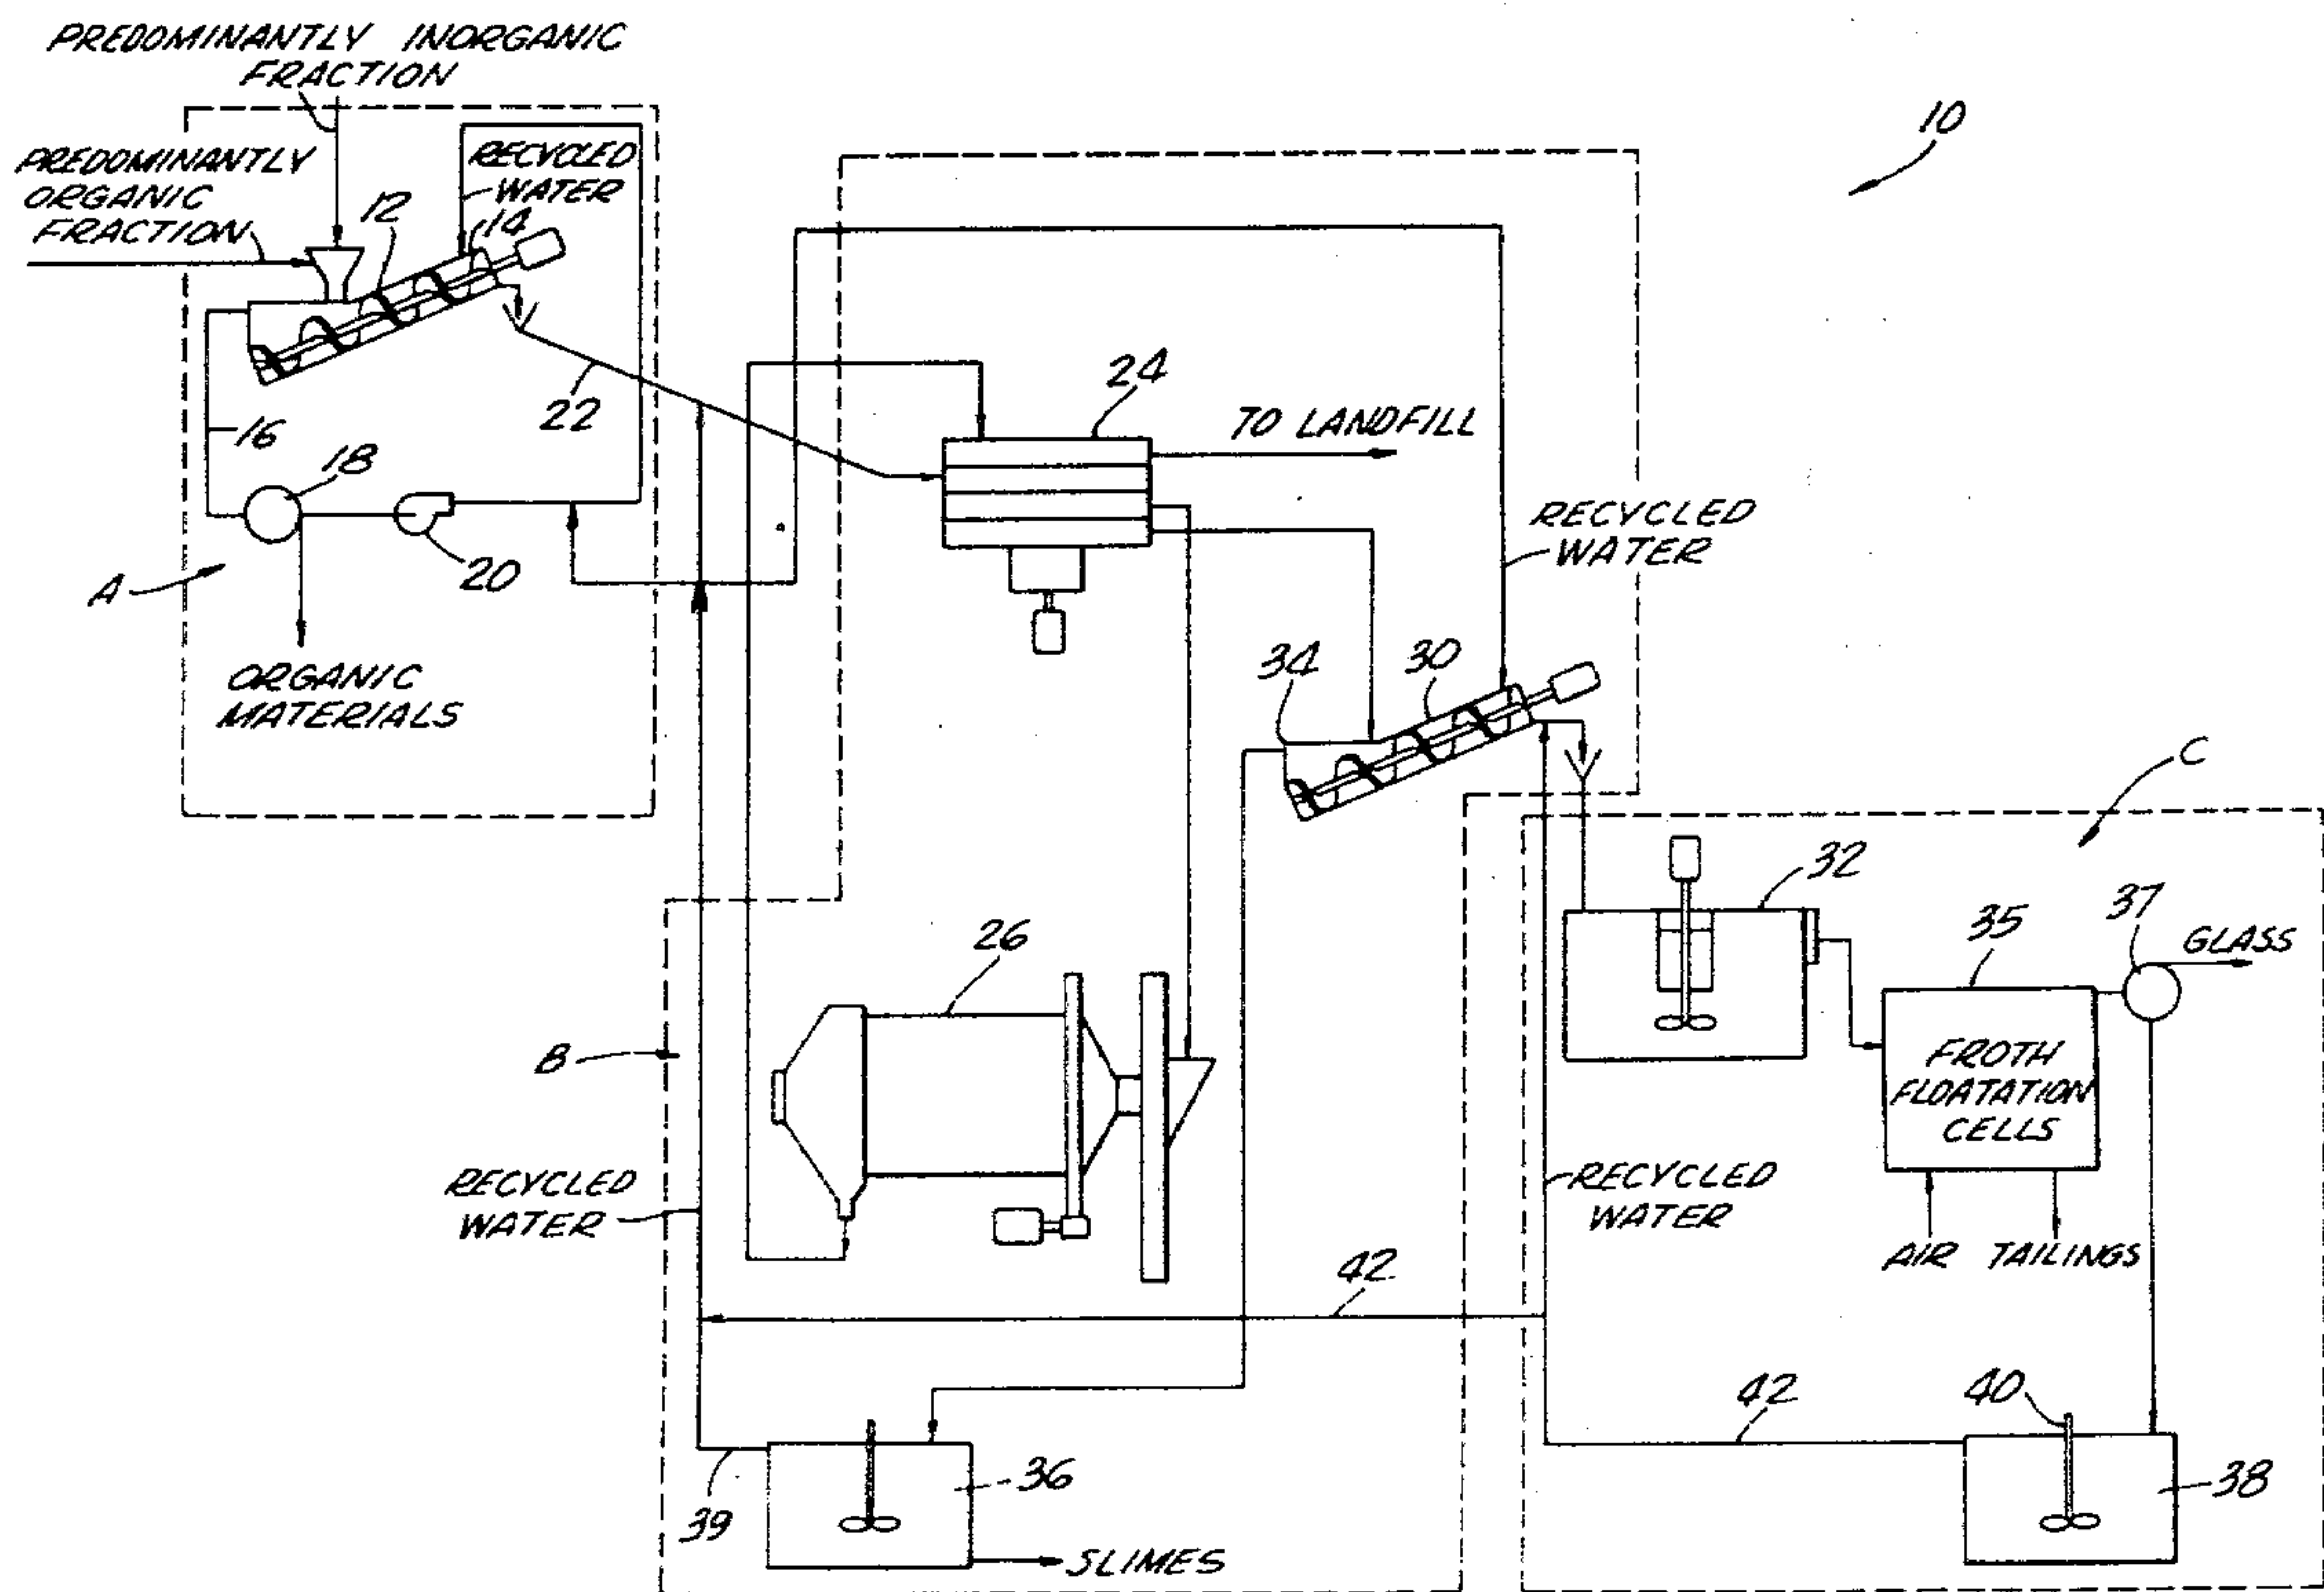 PREDOMINANTLY INORGANIC
FRACTION
PREDOMINANTLY
ORGANIC
FRACTION
RECYCLED
WATER
10
12
14
16
18
20
22
24
TO LANDFILL
A
ORGANIC
MATERIALS
RECYCLED
WATER
34
30
C
32
35
37
GLASS
26
B
FROTH
FLOATATION
CELLS
AIR
TAILINGS
RECYCLED
WATER
RECYCLED
WATER
42
42
40
38
39
36
SLIMES